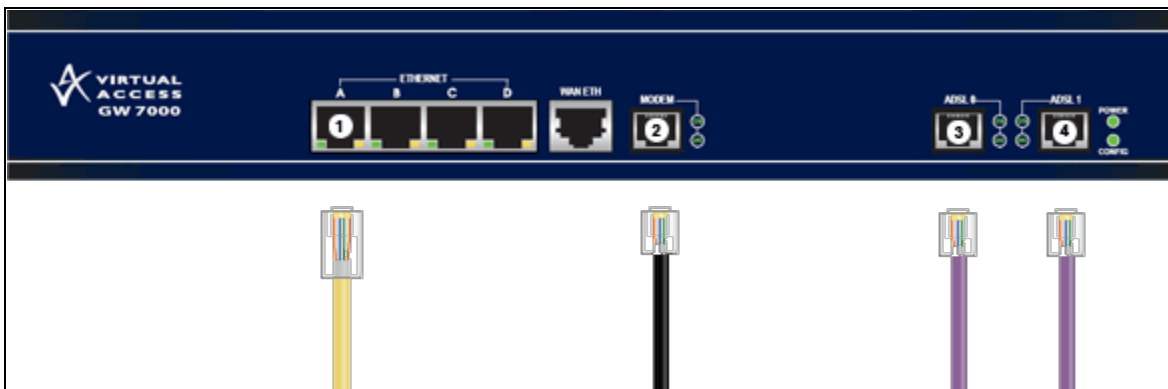 VIRTUAL
ACCESS
GW 7000
ETHERNET
A B C D
WAN ETH
MODEM
ADSL 0
ADSL 1
POWER
CONFIG
1
2
3
4